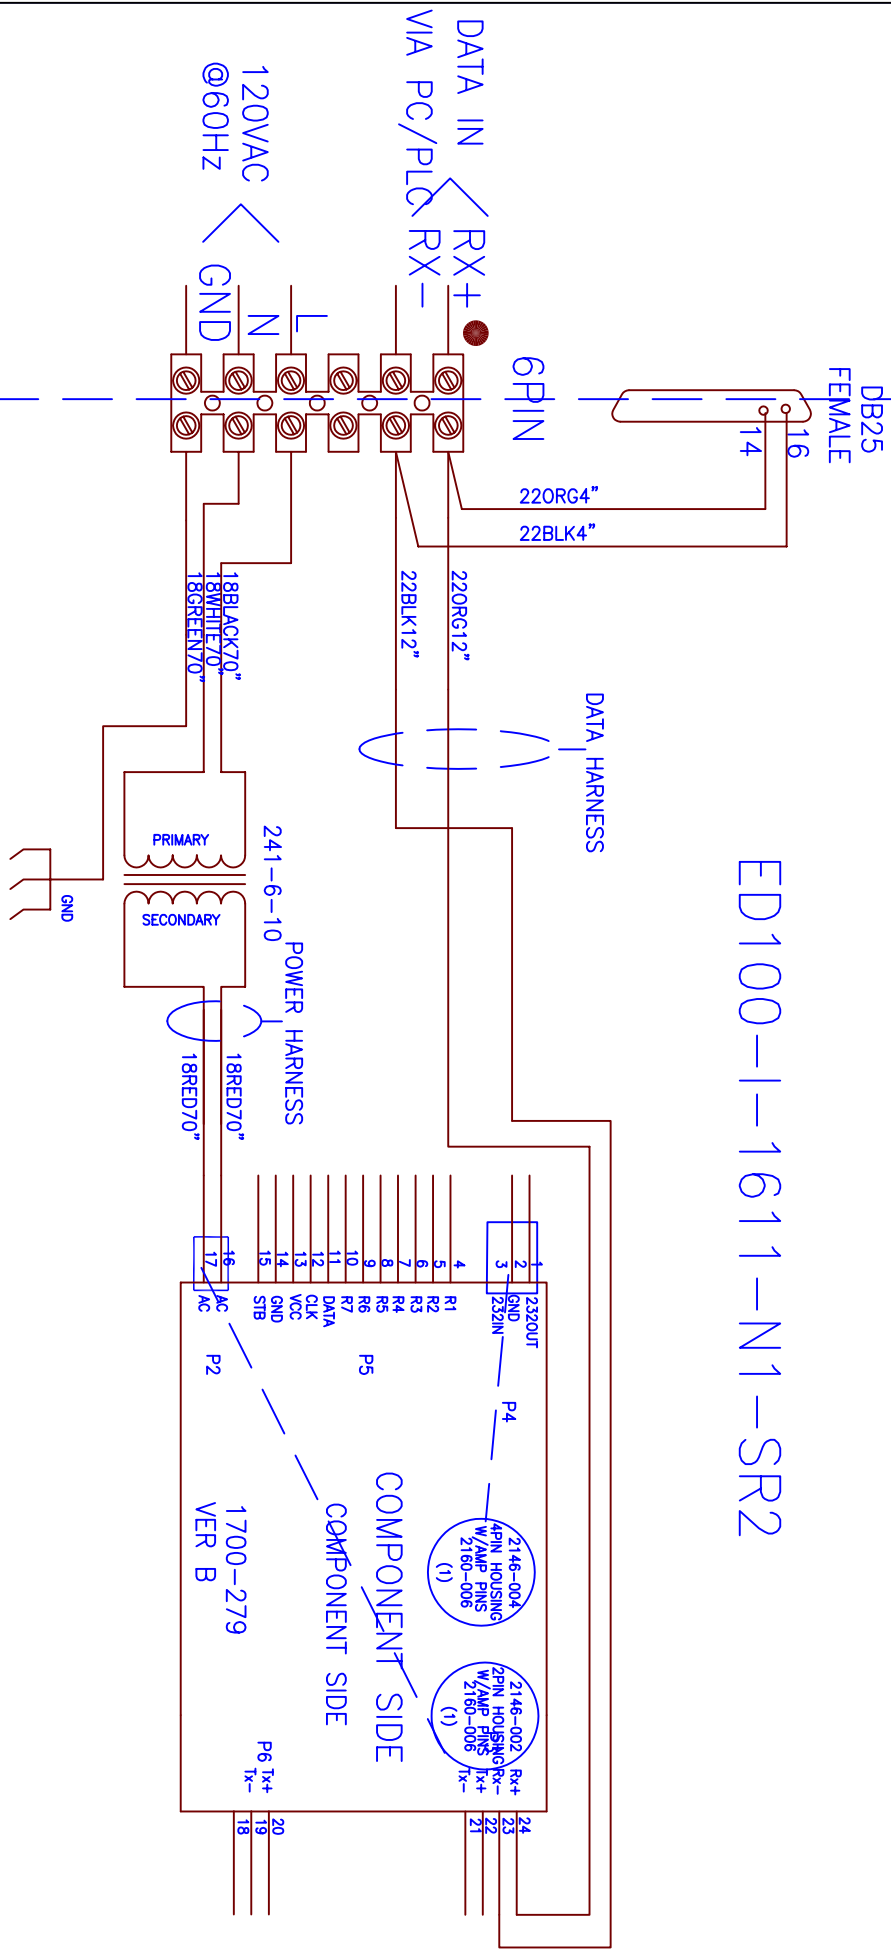 DB25
FEMALE
16
14
ED100-I-1611-N1-SR2
DATA IN
VIA PC/PLC
RX+
RX-
6PIN
120VAC
@60Hz
L
N
GND
22ORG4"
22BLK4"
22ORG12"
22BLK12"
DATA HARNESS
18BLACK70"
18WHITE70"
18GREEN70"
PRIMARY
SECONDARY
241-6-10
GND
POWER HARNESS
18RED70"
18RED70"
1
2
3
4
5
6
7
8
9
10
11
12
13
14
15
16
17
232OUT
GND
232IN
R1
R2
R3
R4
R5
R6
R7
DATA
CLK
VCC
GND
STB
AC
AC
P4
P5
P2
COMPONENT SIDE
COMPONENT SIDE
1700-279
VER B
2146-004
4PIN HOUSING
W/AMP PINS
2160-006
(1)
2146-002
2PIN HOUSING
W/AMP PINS
2160-006
(1)
Rx+
Rx-
Tx+
Tx-
24
23
22
21
P6
Tx+
Tx-
20
19
18